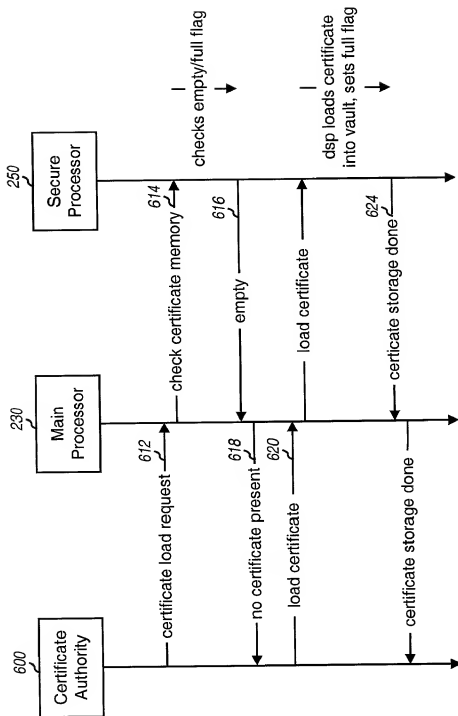 600
Certificate
Authority
230
Main
Processor
250
Secure
Processor
certificate load request
612
check certificate memory
614
checks empty/full flag
empty
616
no certificate present
618
load certificate
620
load certificate
dsp loads certificate
into vault, sets full flag
certicate storage done
624
certificate storage done